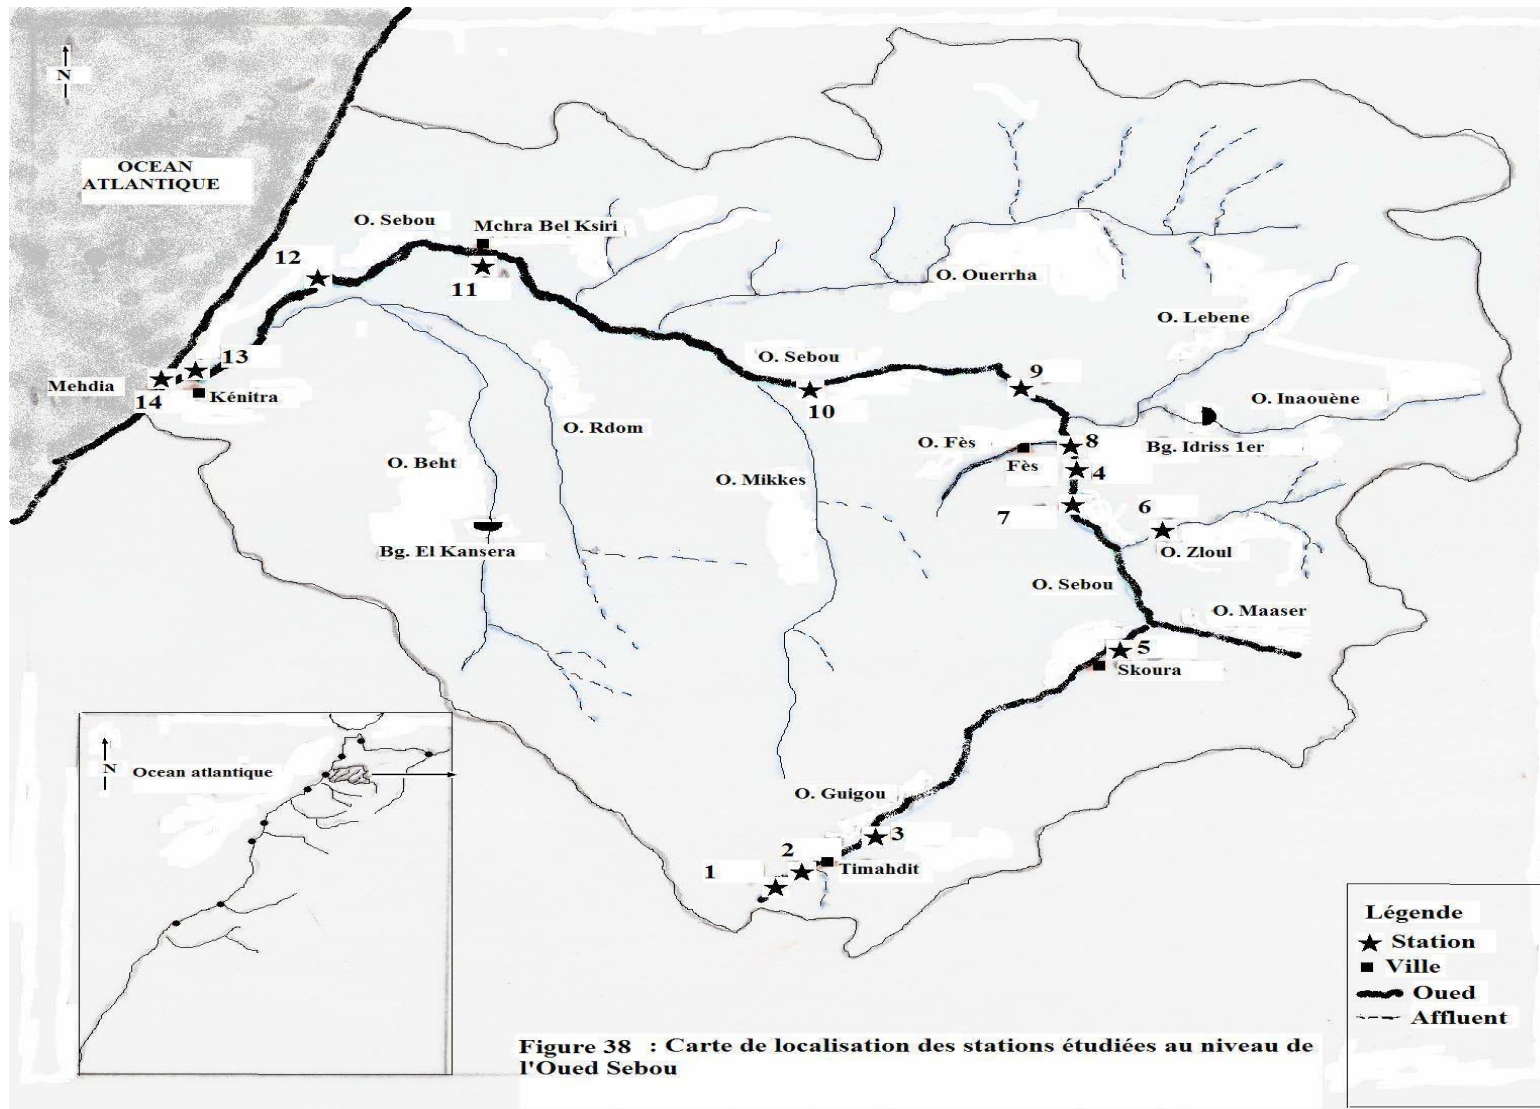 N
OCEAN
ATLANTIQUE
O. Sebou
Mchra Bel Ksiri
12
11
O. Ouerrha
O. Lebene
13
Mehdia
14
Kénitra
O. Sebou
10
9
O. Inaouène
O. Rdom
O. Fès
8
Bg. Idriss 1er
O. Beht
Fès
4
O. Mikkes
7
6
Bg. El Kansera
O. Zloul
O. Sebou
O. Maaser
5
Skoura
N
Ocean atlantique
O. Guigou
3
2
1
Timahdit
Légende
Station
Ville
Oued
Affluent
Figure 38 : Carte de localisation des stations étudiées au niveau de
l'Oued Sebou